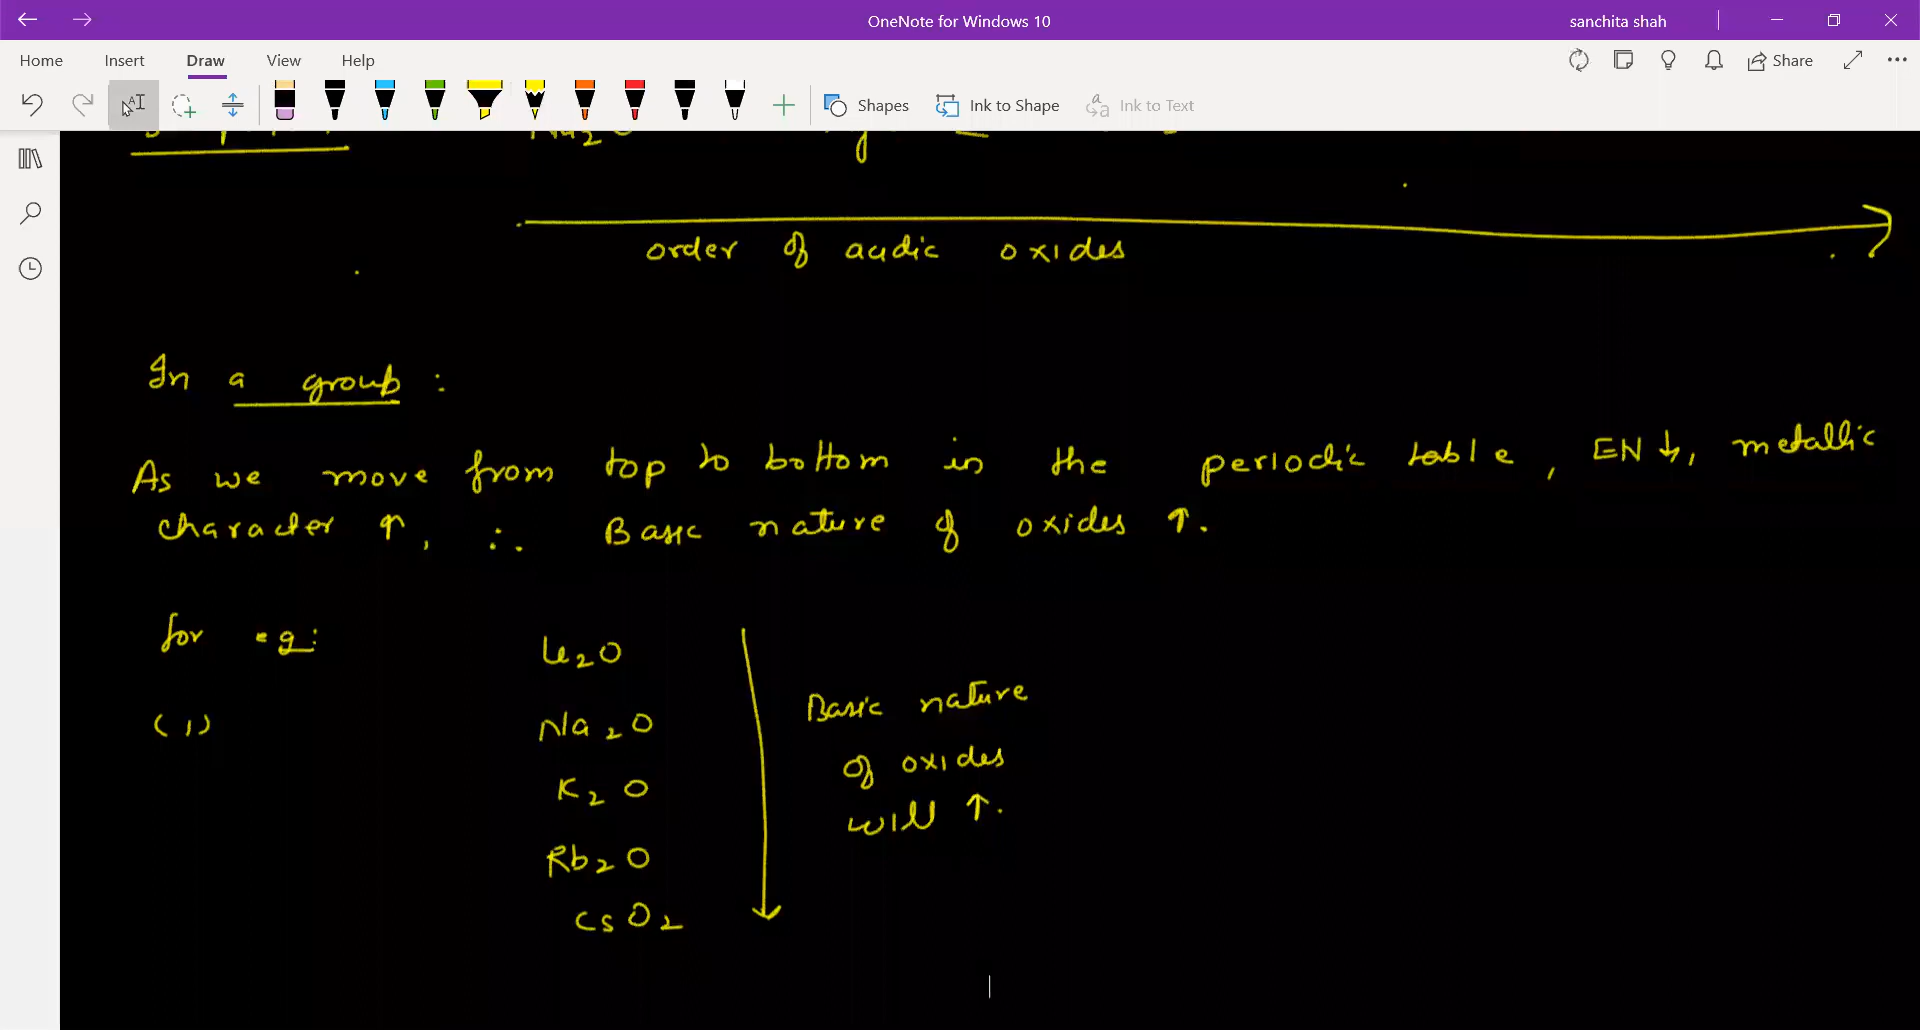 OneNote for Windows 10
sanchita shah
Home Insert Draw View Help
Share
Shapes Ink to Shape Ink to Text
Na2O
order of acidic oxides
In a group :
As we move from top to bottom in the periodic table, EN ↓, metallic
character ↑, ∴ Basic nature of oxides ↑.
for eg:
Li2O
(1)
Na2O
K2O
Rb2O
CsO2
Basic nature
of oxides
will ↑.